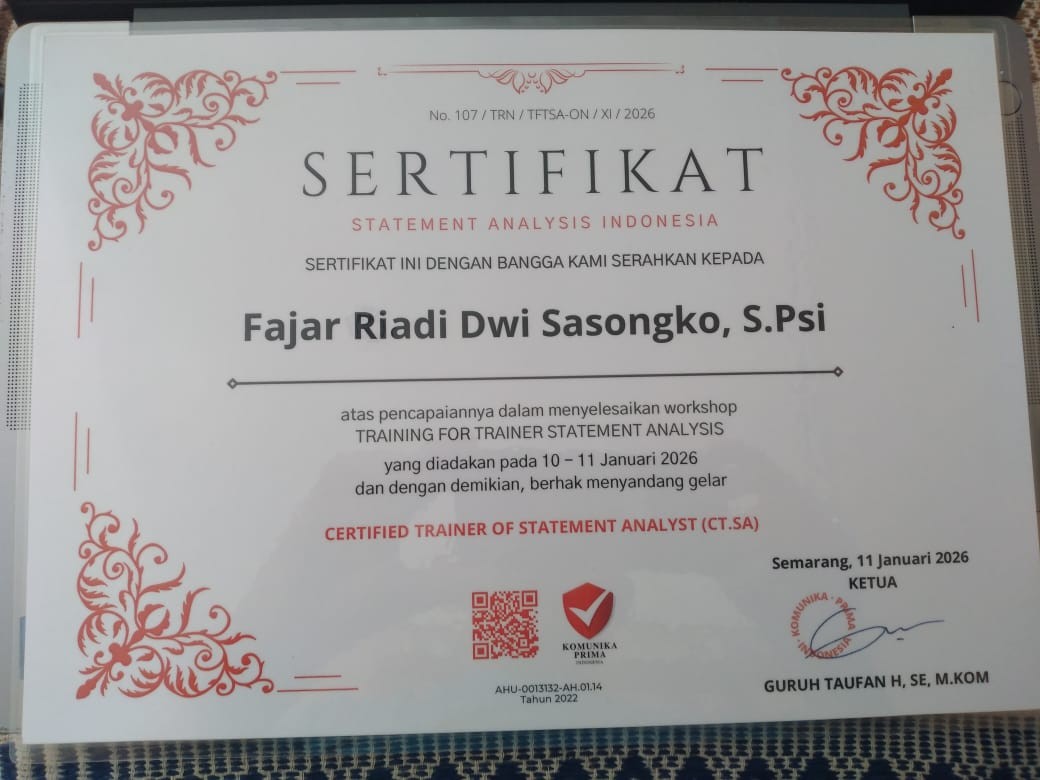 No. 107 / TRN / TFTSA-ON / XI / 2026
SERTIFIKAT
STATEMENT ANALYSIS INDONESIA
SERTIFIKAT INI DENGAN BANGGA KAMI SERAHKAN KEPADA
Fajar Riadi Dwi Sasongko, S.Psi
atas pencapaiannya dalam menyelesaikan workshop
TRAINING FOR TRAINER STATEMENT ANALYSIS
yang diadakan pada 10 – 11 Januari 2026
dan dengan demikian, berhak menyandang gelar
CERTIFIED TRAINER OF STATEMENT ANALYST (CT.SA)
Semarang, 11 Januari 2026
KETUA
KOMUNIKA
PRIMA
INDONESIA
KOMUNIKA - PRIMA
- INDONESIA
AHU-0013132-AH.01.14
Tahun 2022
GURUH TAUFAN H, SE, M.KOM